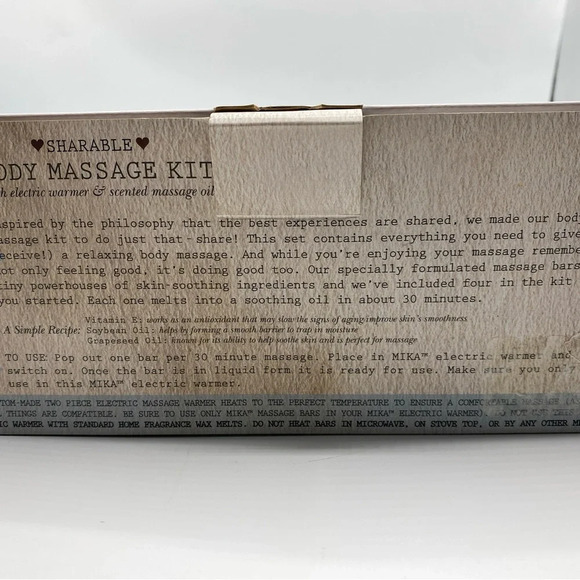 ♥SHARABLE♥
ODY MASSAGE KIT
h electric warmer & scented massage oil
nspired by the philosophy that the best experiences are shared, we made our body
assage kit to do just that-share! This set contains everything you need to give
eceive!) a relaxing body massage. And while you're enjoying your massage remembe
ot only feeling good, it's doing good too. Our specially formulated massage bars
tiny powerhouses of skin-soothing ingredients and we've included four in the kit
you started. Each one melts into a soothing oil in about 30 minutes.
Vitamin E: works as an antioxidant that may slow the signs of aging/improve skin's smoothness
A Simple Recipe: Soybean Oil: helps by forming a smooth barrier to trap in moisture
Grapeseed Oil: known for its ability to help soothe skin and is perfect for massage
TO USE: Pop out one bar per 30 minute massage. Place in MIKA™ electric warmer and
switch on. Once the bar is in liquid form it is ready for use. Make sure you only
use in this MIKA™ electric warmer.
TOM-MADE TWO PIECE ELECTRIC MASSAGE WARMER HEATS TO THE PERFECT TEMPERATURE TO ENSURE A COMFORTABLE
THINGS ARE COMPATIBLE. BE SURE TO USE ONLY MIKA™ MASSAGE BARS IN YOUR MIKA™ ELECTRIC WARMER). DO NOT
IC WARMER WITH STANDARD HOME FRAGRANCE WAX MELTS. DO NOT HEAT BARS IN MICROWAVE, ON STOVE TOP, OR BY ANY OTHER ME